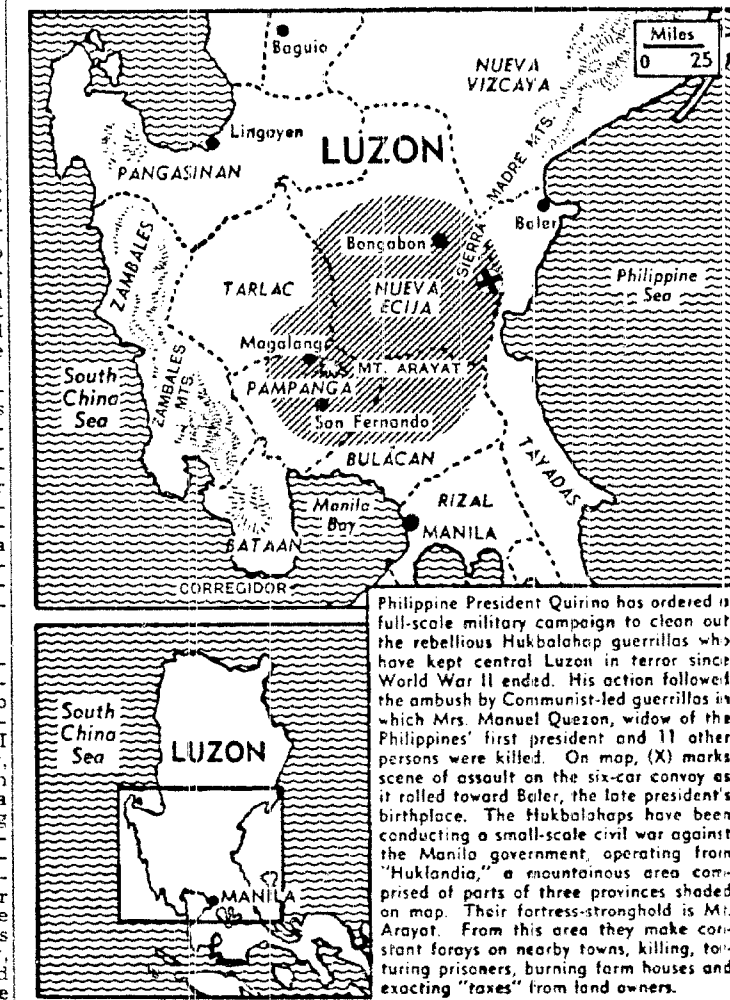 Miles
0 25
Baguio
NUEVA
VIZCAYA
Lingayen
LUZON
PANGASINAN
SIERRA MADRE MTS.
Baler
Bongabon
ZAMBALES
TARLAC
NUEVA
ECIJA
Philippine
Sea
Magalang
MT. ARAYAT
South
China
Sea
ZAMBALES
MTS.
PAMPANGA
San Fernando
BULACAN
TAYADAS
Manila
Bay
RIZAL
MANILA
BATAAN
CORREGIDOR
South
China
Sea
LUZON
MANILA
Philippine President Quirino has ordered a
full-scale military campaign to clean out
the rebellious Hukbalahap guerrillas who
have kept central Luzon in terror since
World War II ended. His action followed
the ambush by Communist-led guerrillas in
which Mrs. Manuel Quezon, widow of the
Philippines' first president and 11 other
persons were killed. On map, (X) marks
scene of assault on the six-car convoy as
it rolled toward Baler, the late president's
birthplace. The Hukbalahaps have been
conducting a small-scale civil war against
the Manila government, operating from
"Huklandia," a mountainous area com-
prised of parts of three provinces shaded
on map. Their fortress-stronghold is Mt.
Arayat. From this area they make con-
stant forays on nearby towns, killing, tor-
turing prisoners, burning farm houses and
exacting "taxes" from land owners.